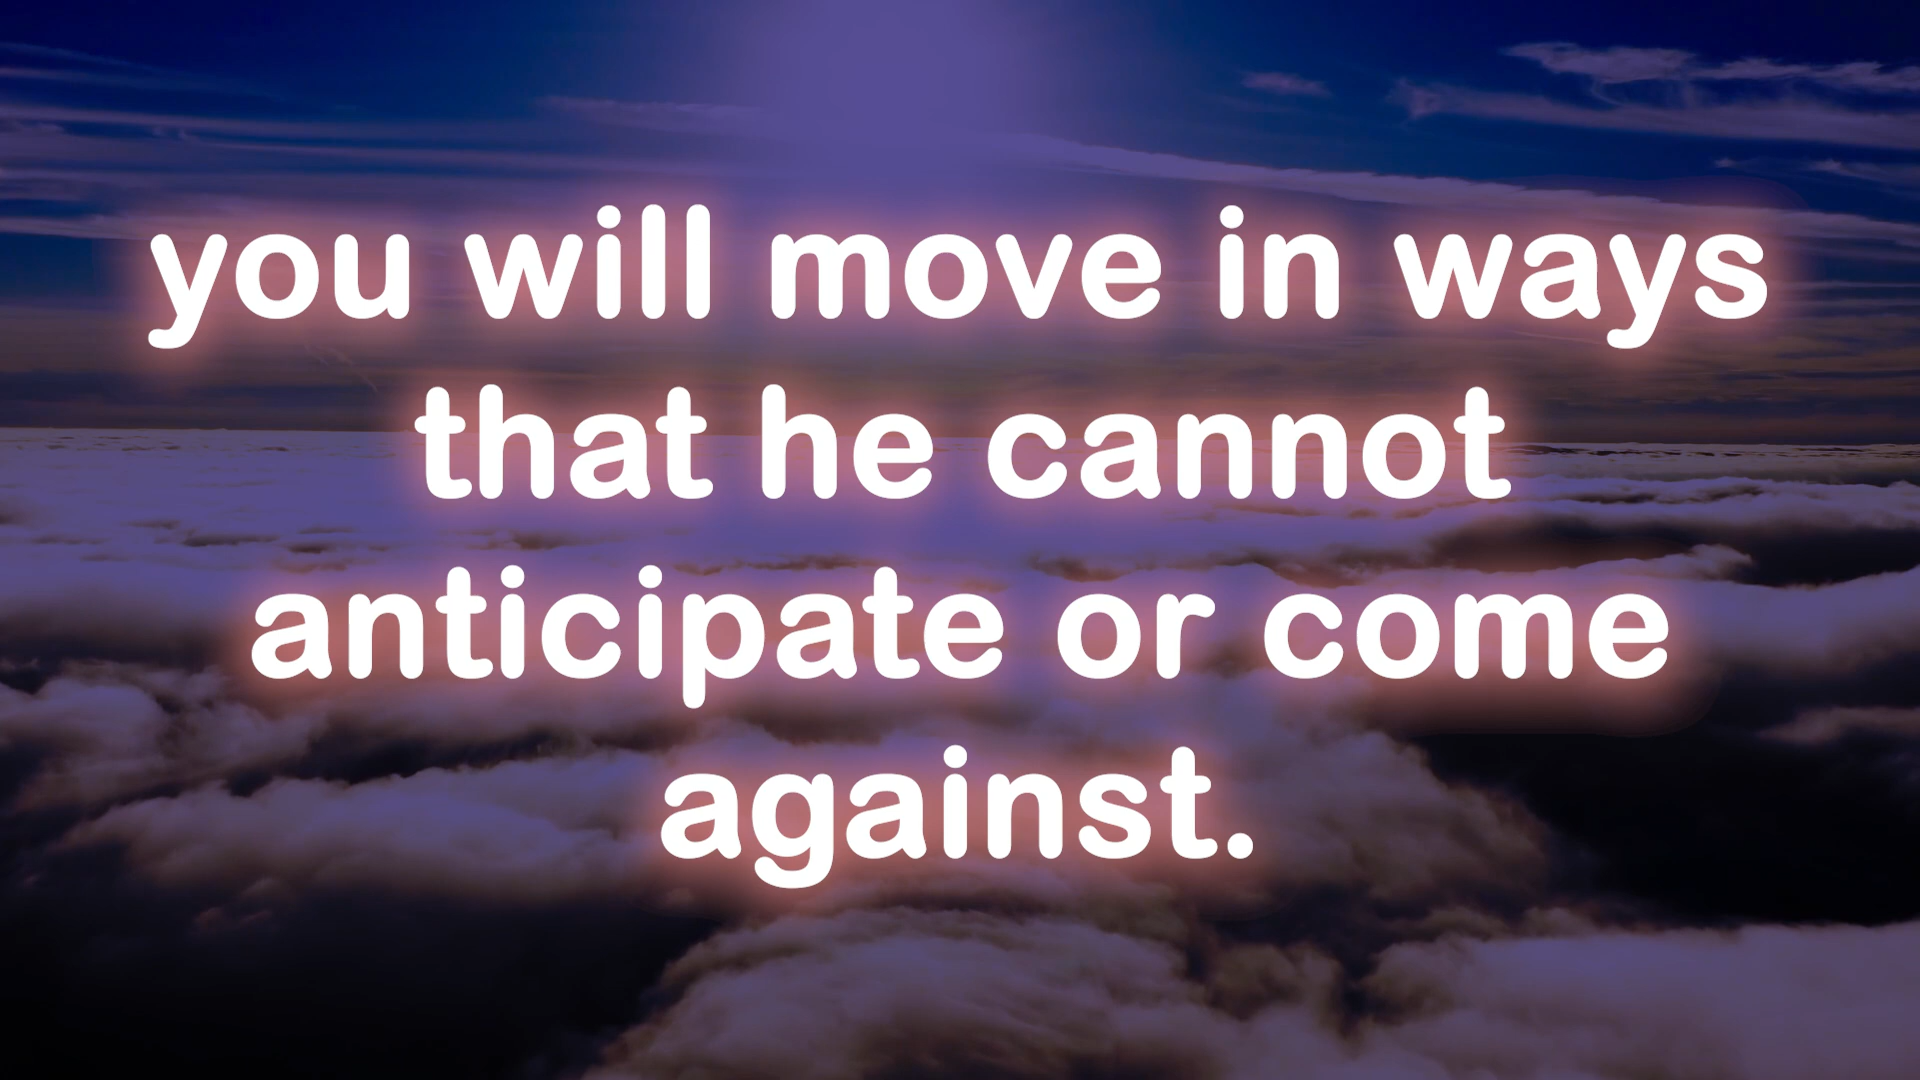 you will move in ways
that he cannot
anticipate or come
against.